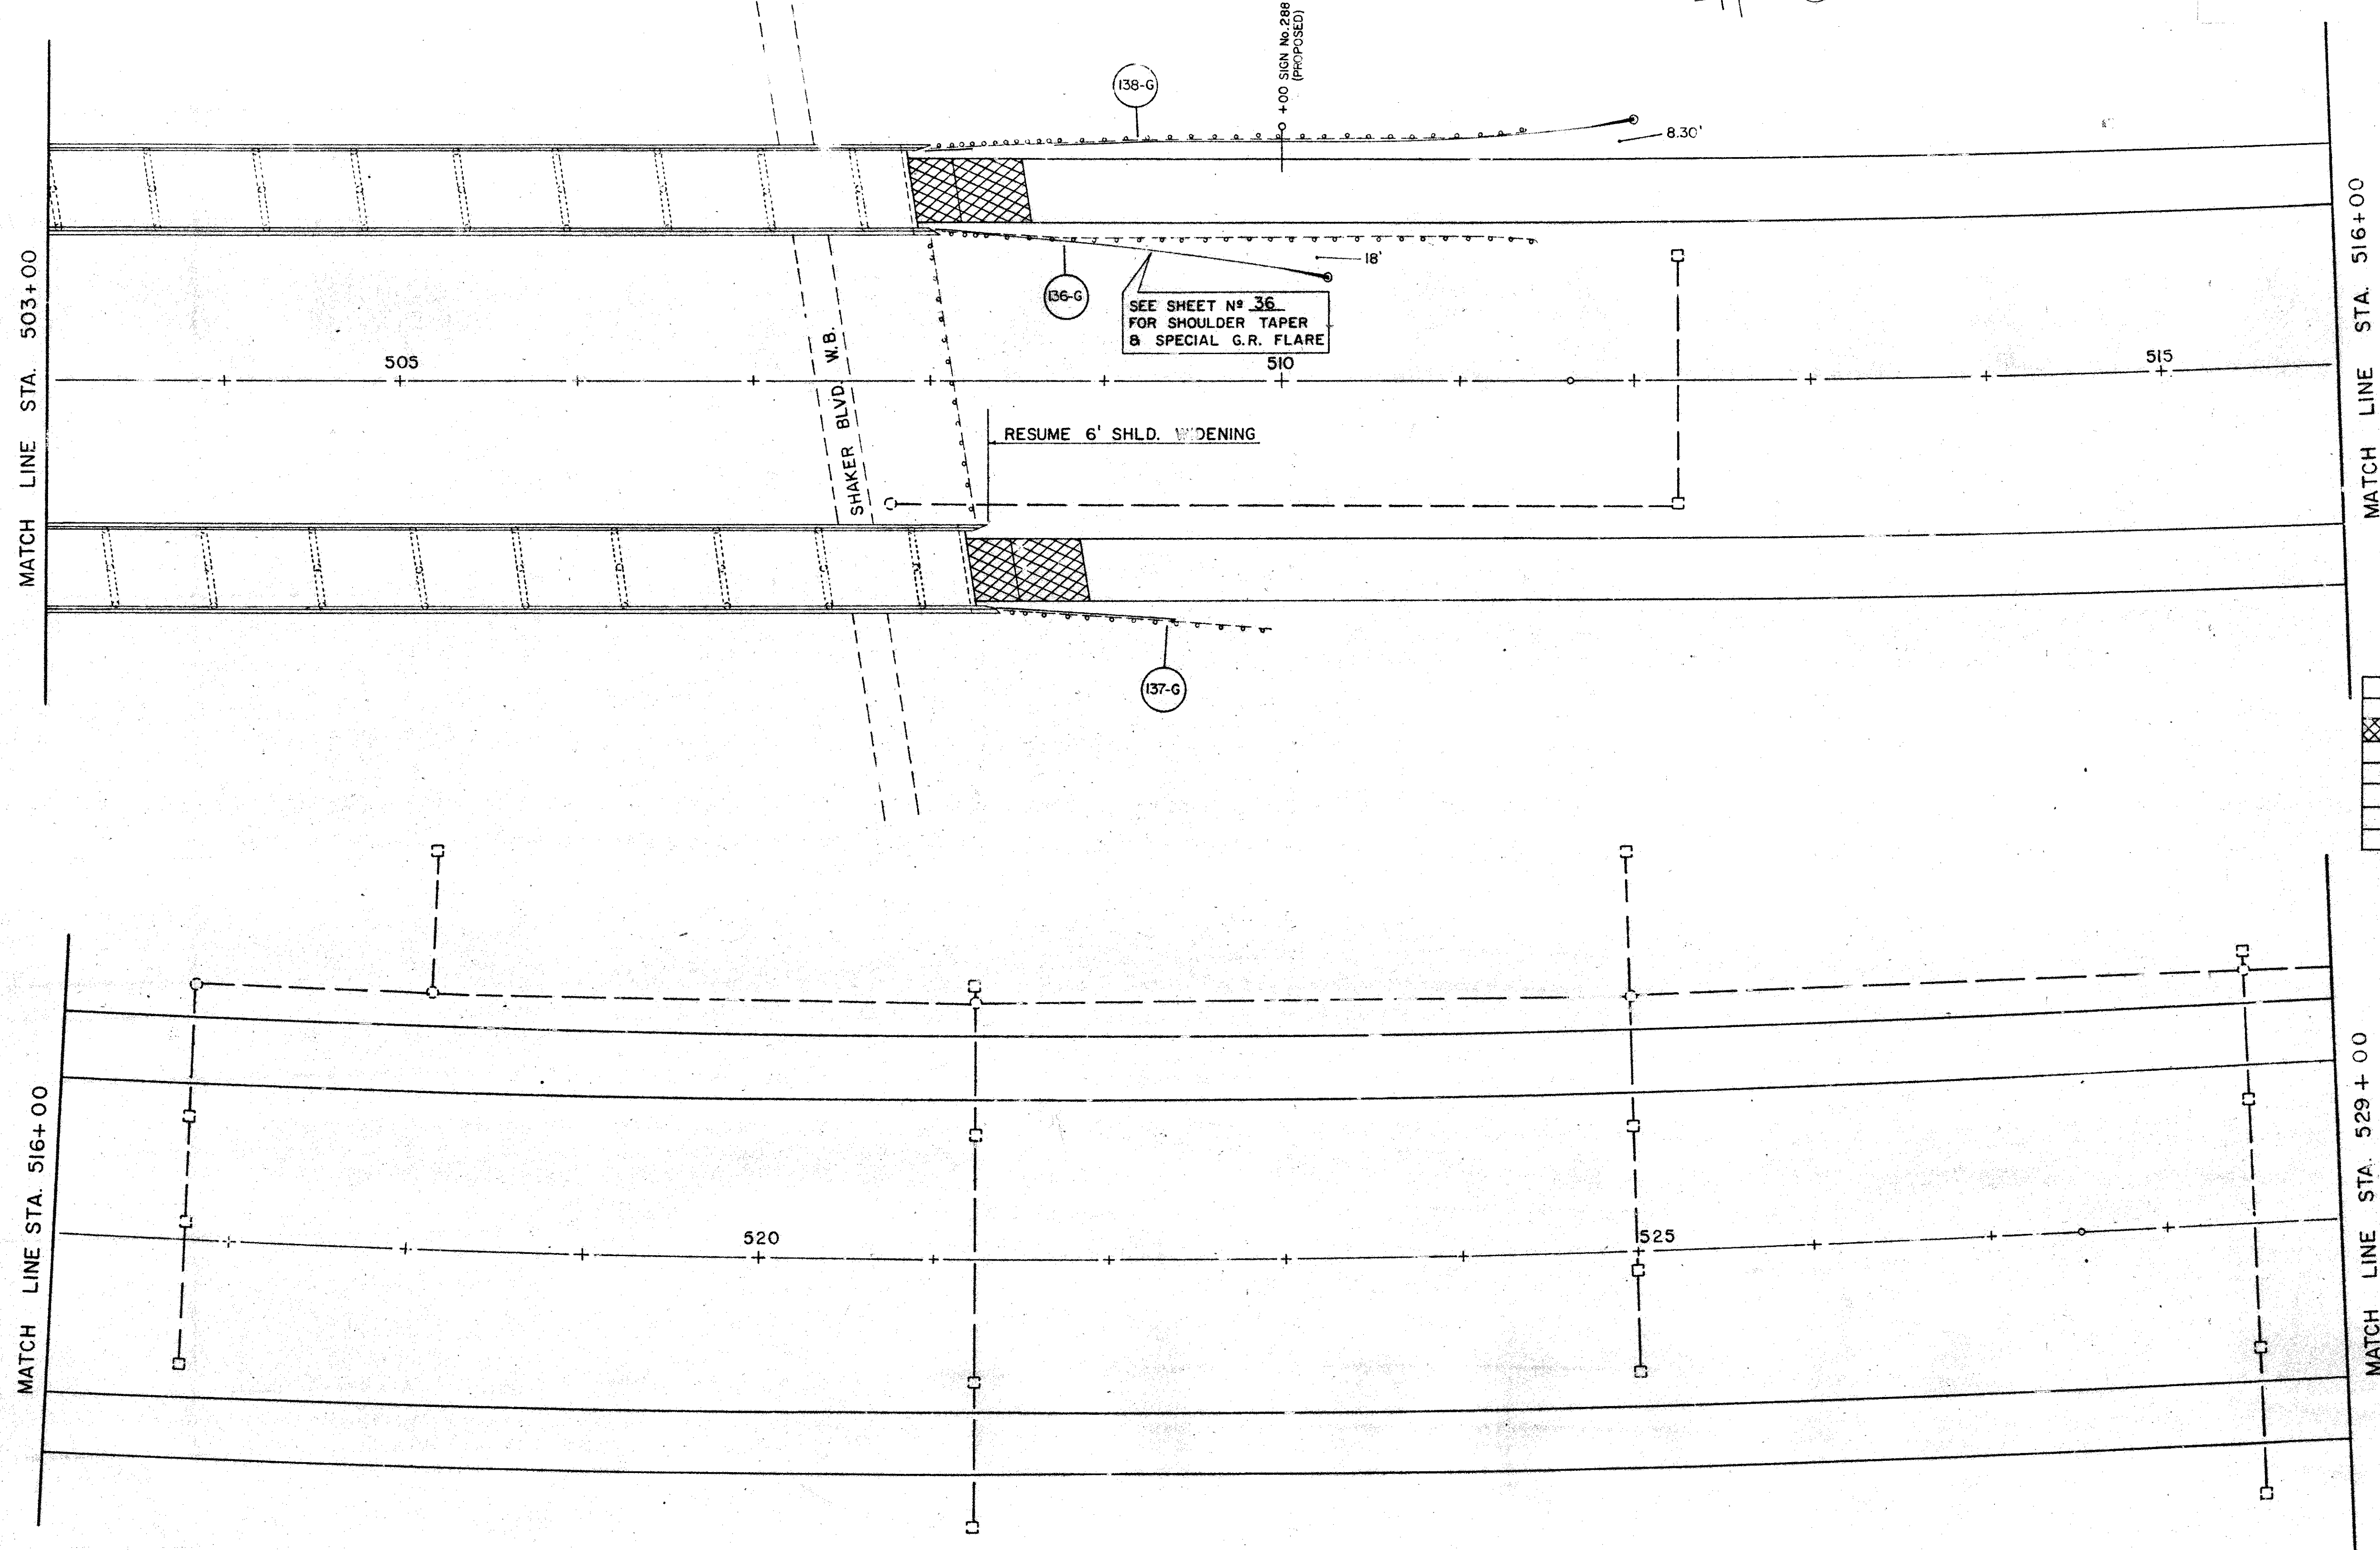 +00 SIGN No.288
(PROPOSED)
138-G
8.30'
136-G
18'
SEE SHEET Nº 36
FOR SHOULDER TAPER
& SPECIAL G.R. FLARE
MATCH LINE STA. 503+00
MATCH LINE STA. 516+00
505
510
515
SHAKER BLVD. W.B.
RESUME 6' SHLD. WIDENING
137-G
MATCH LINE STA. 516+00
MATCH LINE STA. 529+00
520
525